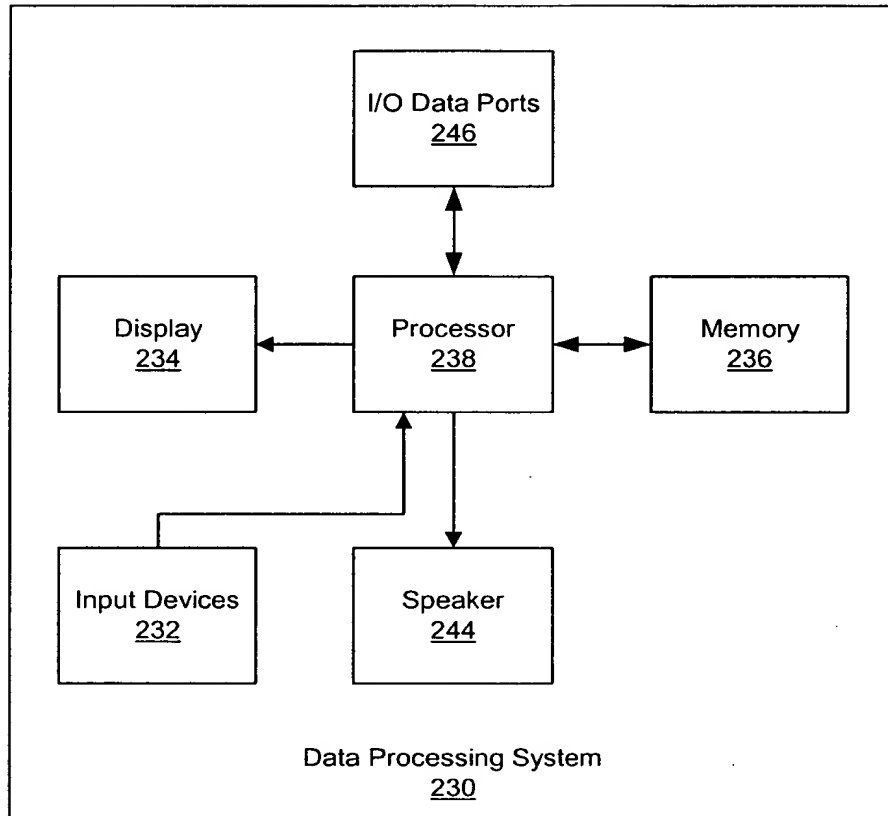 I/O Data Ports
246
Display
234
Processor
238
Memory
236
Input Devices
232
Speaker
244
Data Processing System
230